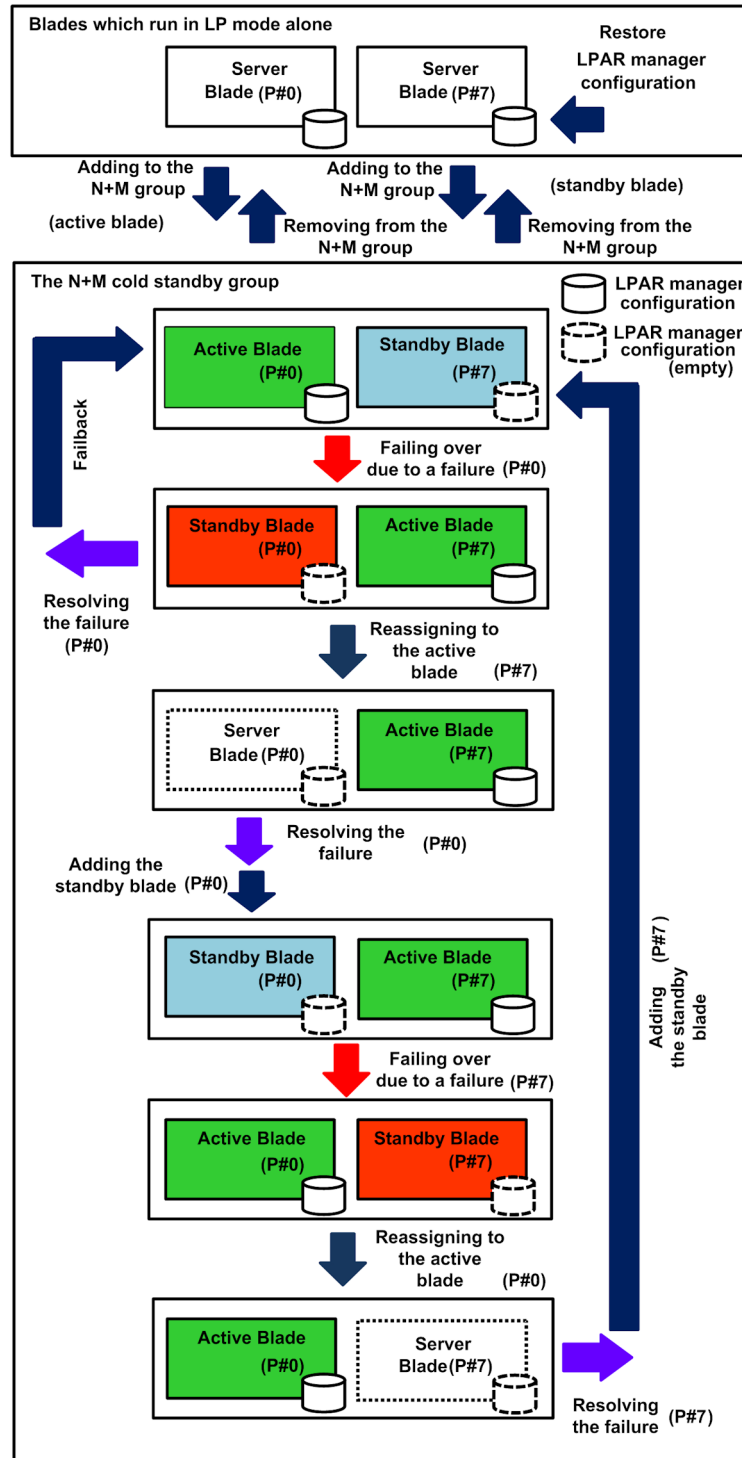 Blades which run in LP mode alone
Server
Blade (P#0)
Server
Blade (P#7)
Restore
LPAR manager
configuration
Adding to the
N+M group
(active blade)
Removing from the
N+M group
Adding to the
N+M group
(standby blade)
Removing from the
N+M group
The N+M cold standby group
LPAR manager
configuration
LPAR manager
configuration
(empty)
Active Blade
(P#0)
Standby Blade
(P#7)
Failback
Failing over
due to a failure (P#0)
Standby Blade
(P#0)
Active Blade
(P#7)
Resolving
the failure
(P#0)
Reassigning to
the active
blade (P#7)
Server
Blade (P#0)
Active Blade
(P#7)
Resolving the
failure (P#0)
Adding the
standby blade (P#0)
Standby Blade
(P#0)
Active Blade
(P#7)
Adding (P#7)
the standby
blade
Failing over
due to a failure (P#7)
Active Blade
(P#0)
Standby Blade
(P#7)
Reassigning to
the active
blade (P#0)
Active Blade
(P#0)
Server
Blade(P#7)
Resolving
the failure (P#7)